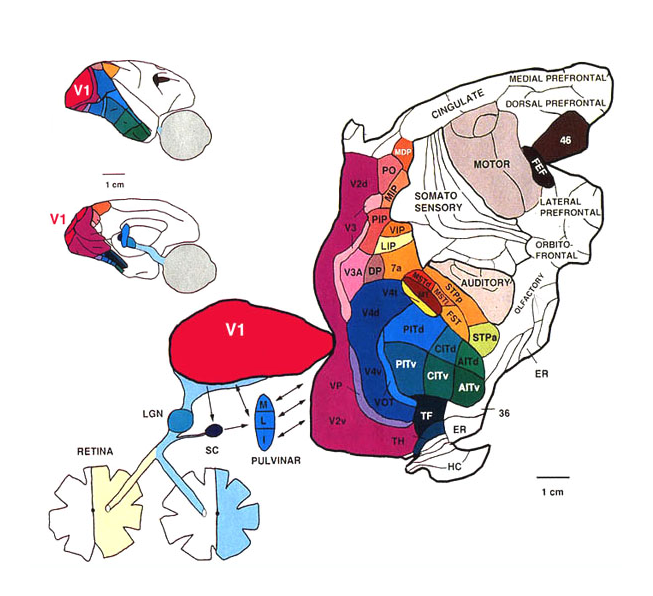 V1
1 cm
V1
MEDIAL PREFRONTAL
DORSAL PREFRONTAL
CINGULATE
46
FEF
MOTOR
MDP
PO
V2d
MIP
SOMATO
SENSORY
LATERAL
PREFRONTAL
V3
PIP
VIP
LIP
ORBITO-
FRONTAL
V3A
DP
7a
AUDITORY
OLFACTORY
MSTd
MSTl
STPp
V4t
MT
FST
V4d
PITd
STPa
CITd
AITd
PITv
CITv
AITv
V4v
ER
VP
VOT
V2v
TF
36
ER
TH
HC
1 cm
V1
LGN
SC
M
L
I
PULVINAR
RETINA